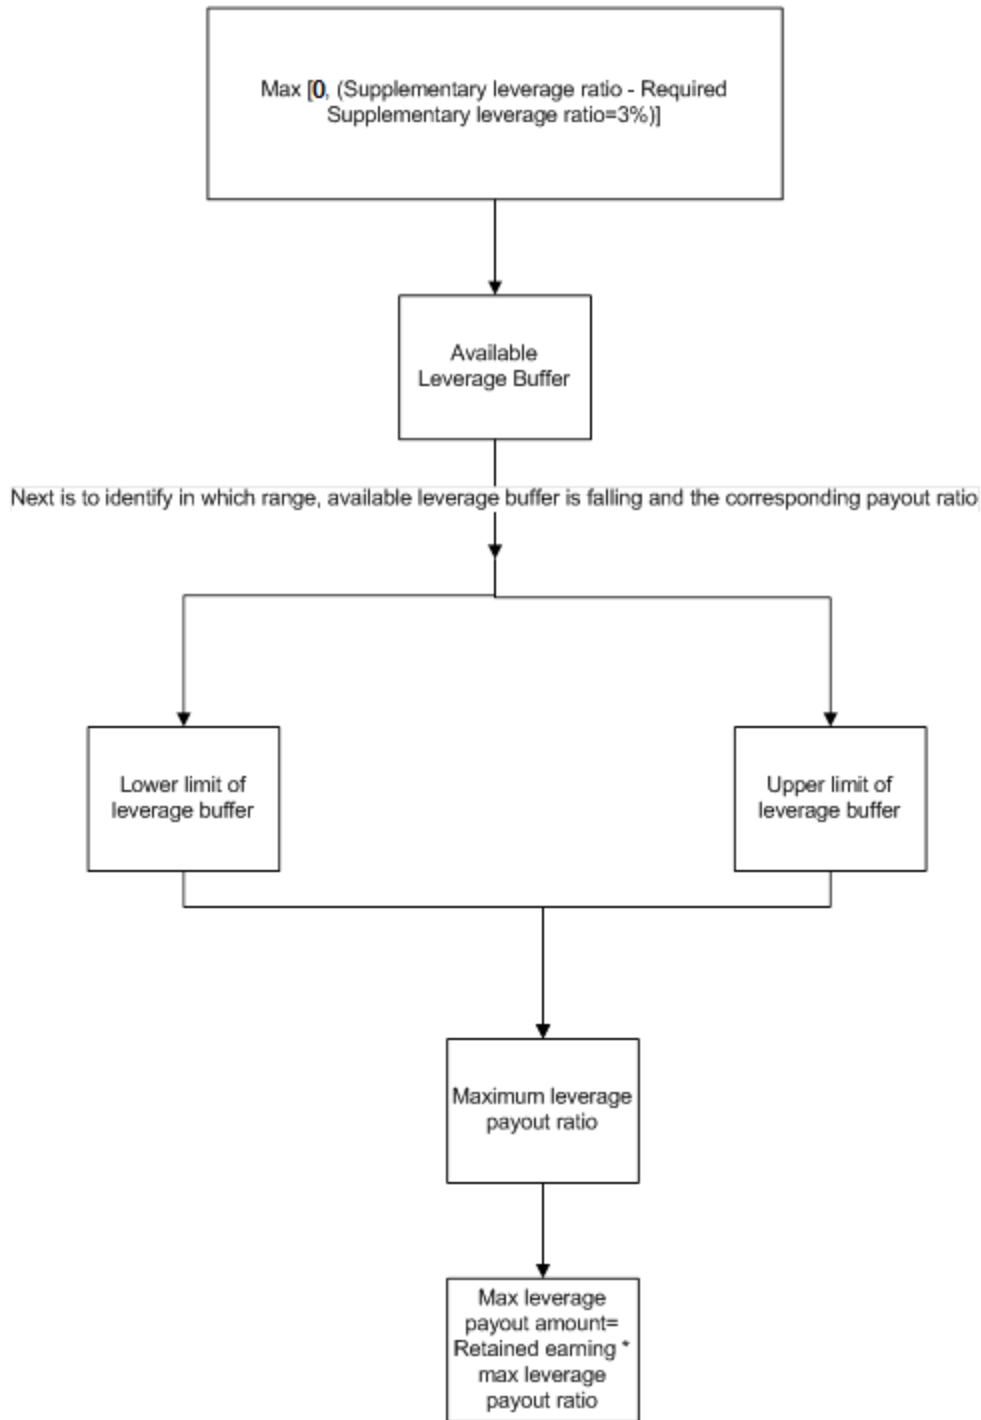 Max [0, (Supplementary leverage ratio - Required
Supplementary leverage ratio=3%)]
Available
Leverage Buffer
Next is to identify in which range, available leverage buffer is falling and the corresponding payout ratio
Lower limit of
leverage buffer
Upper limit of
leverage buffer
Maximum leverage
payout ratio
Max leverage
payout amount=
Retained earning *
max leverage
payout ratio